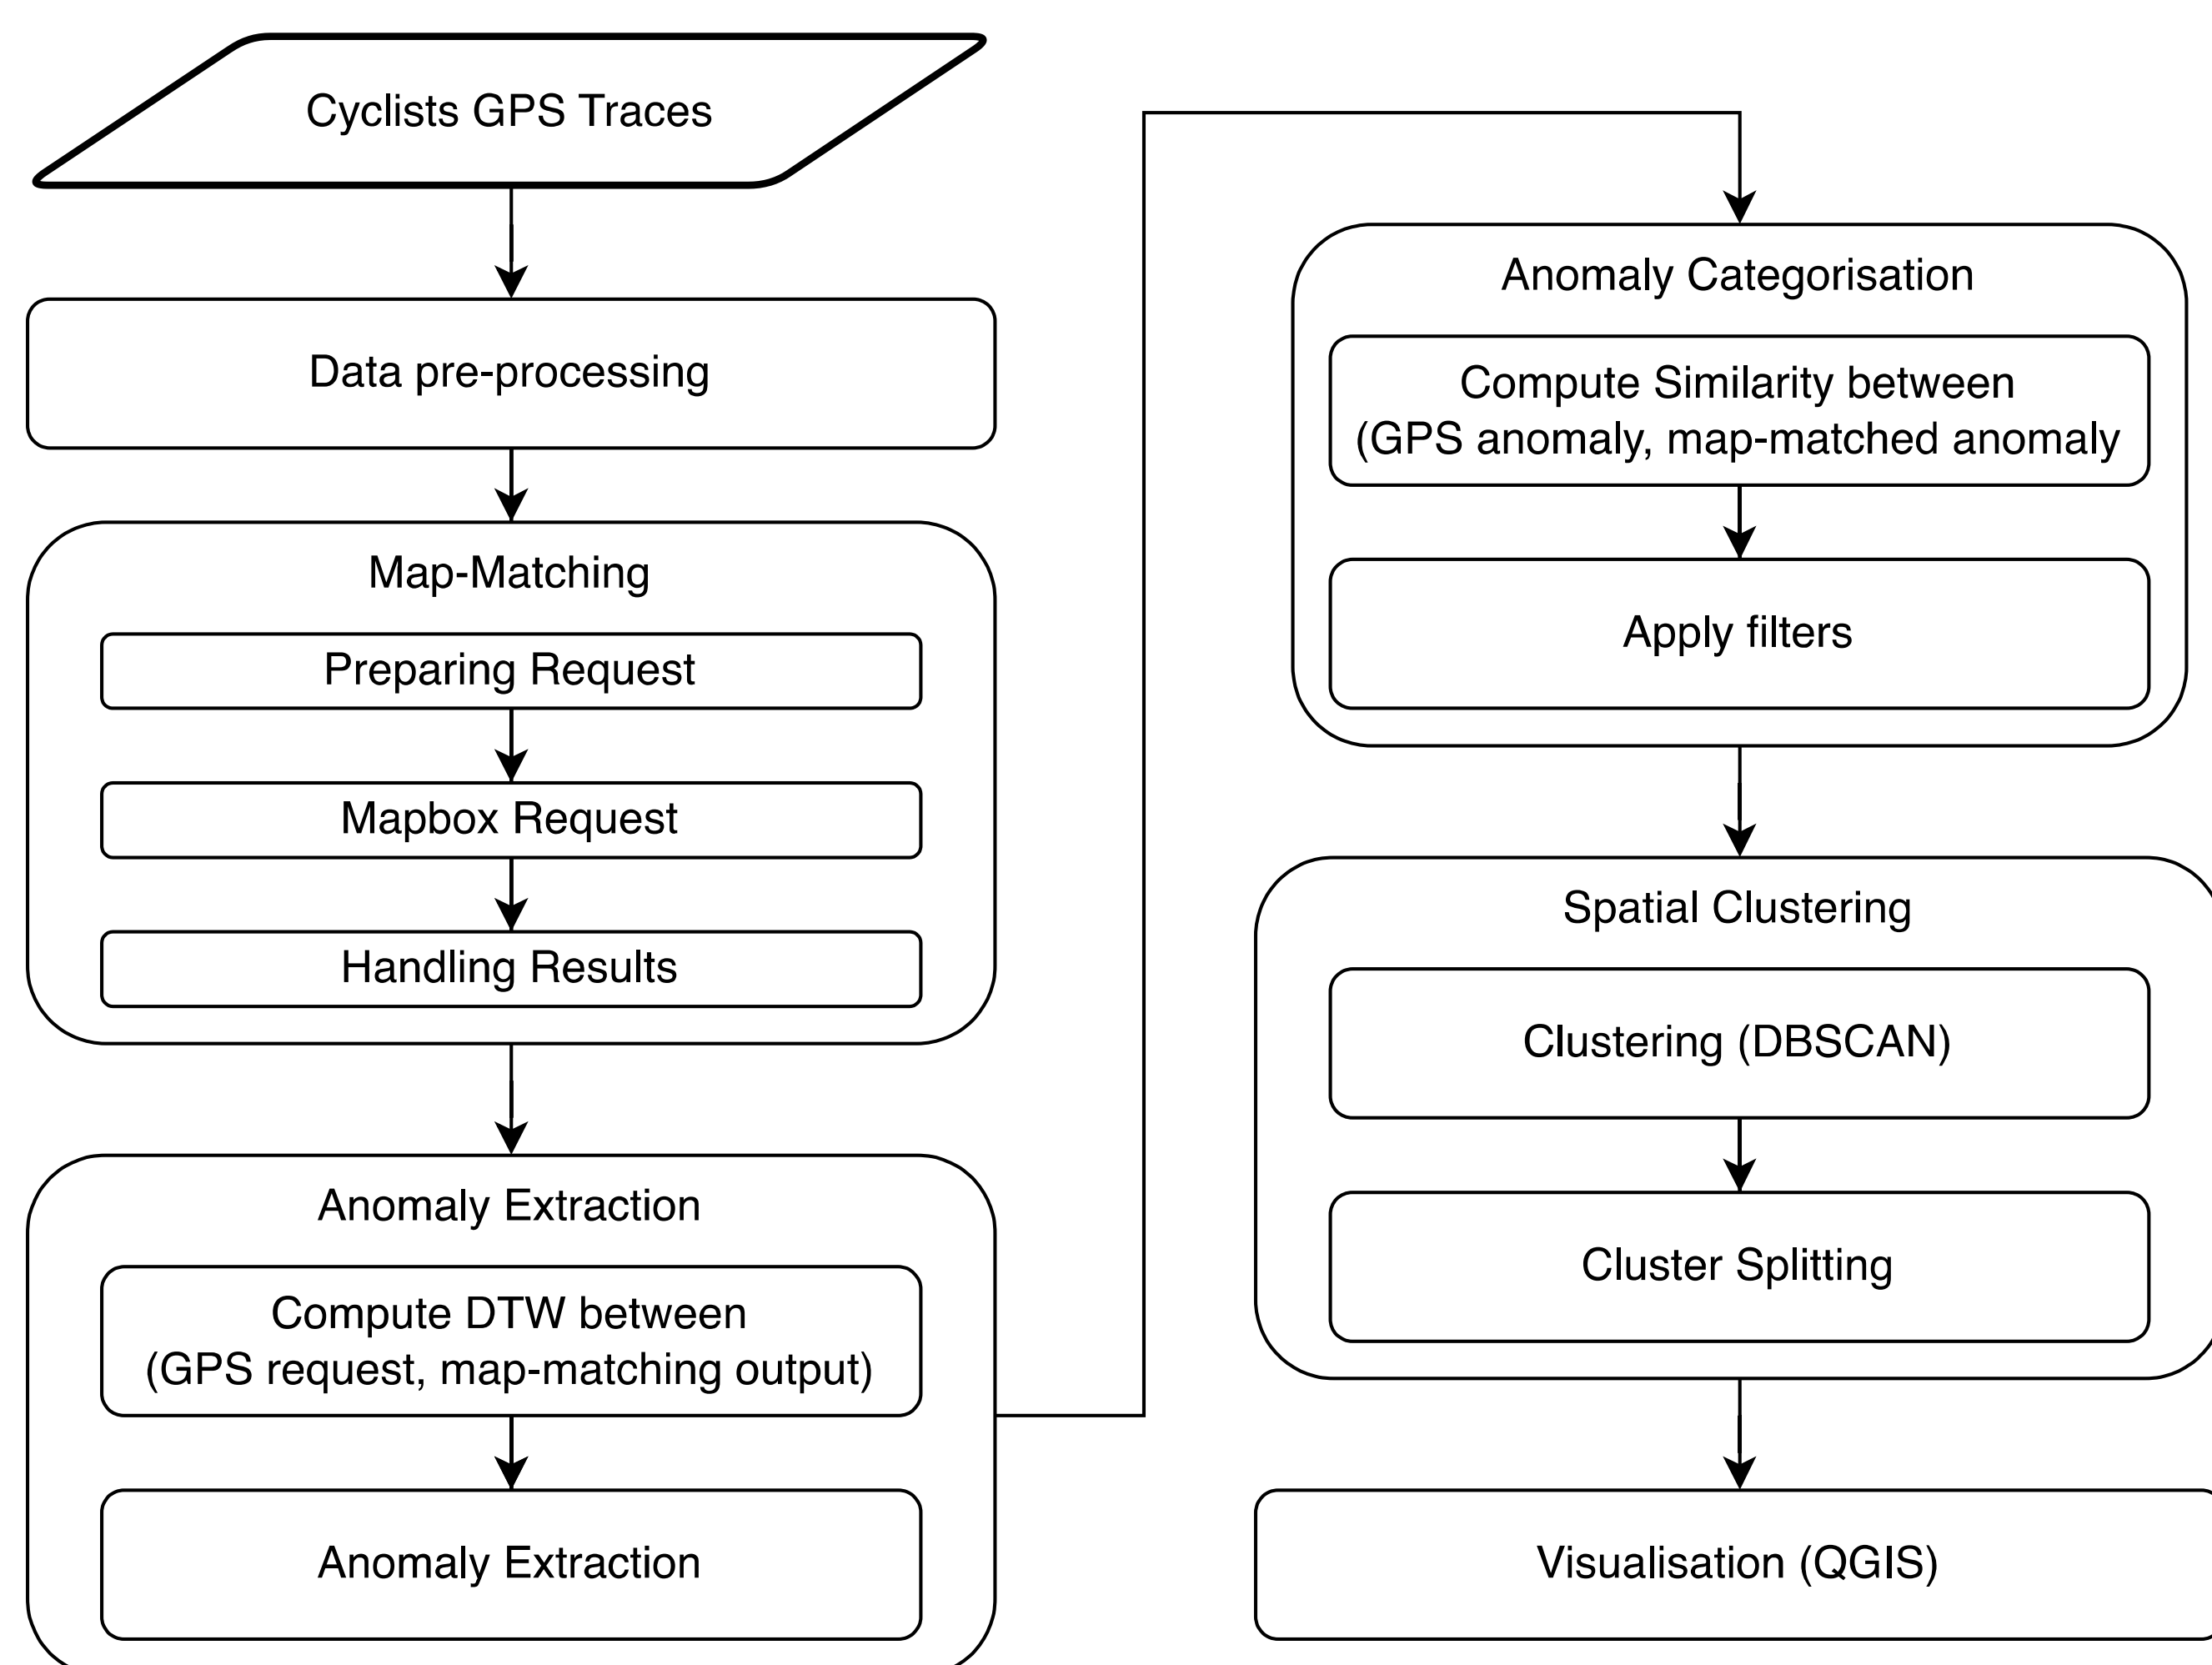 Cyclists GPS Traces
Data pre-processing
Map-Matching
Preparing Request
Mapbox Request
Handling Results
Anomaly Extraction
Compute DTW between
(GPS request, map-matching output)
Anomaly Extraction
Anomaly Categorisation
Compute Similarity between
(GPS anomaly, map-matched anomaly
Apply filters
Spatial Clustering
Clustering (DBSCAN)
Cluster Splitting
Visualisation (QGIS)